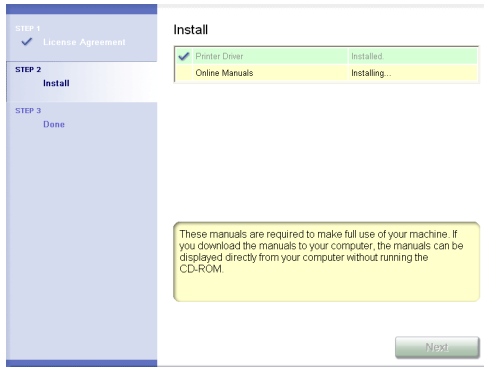 STEP 1
License Agreement
STEP 2
Install
STEP 3
Done
Install
Printer Driver Installed.
Online Manuals Installing...
These manuals are required to make full use of your machine. If
you download the manuals to your computer, the manuals can be
displayed directly from your computer without running the
CD-ROM.
Next